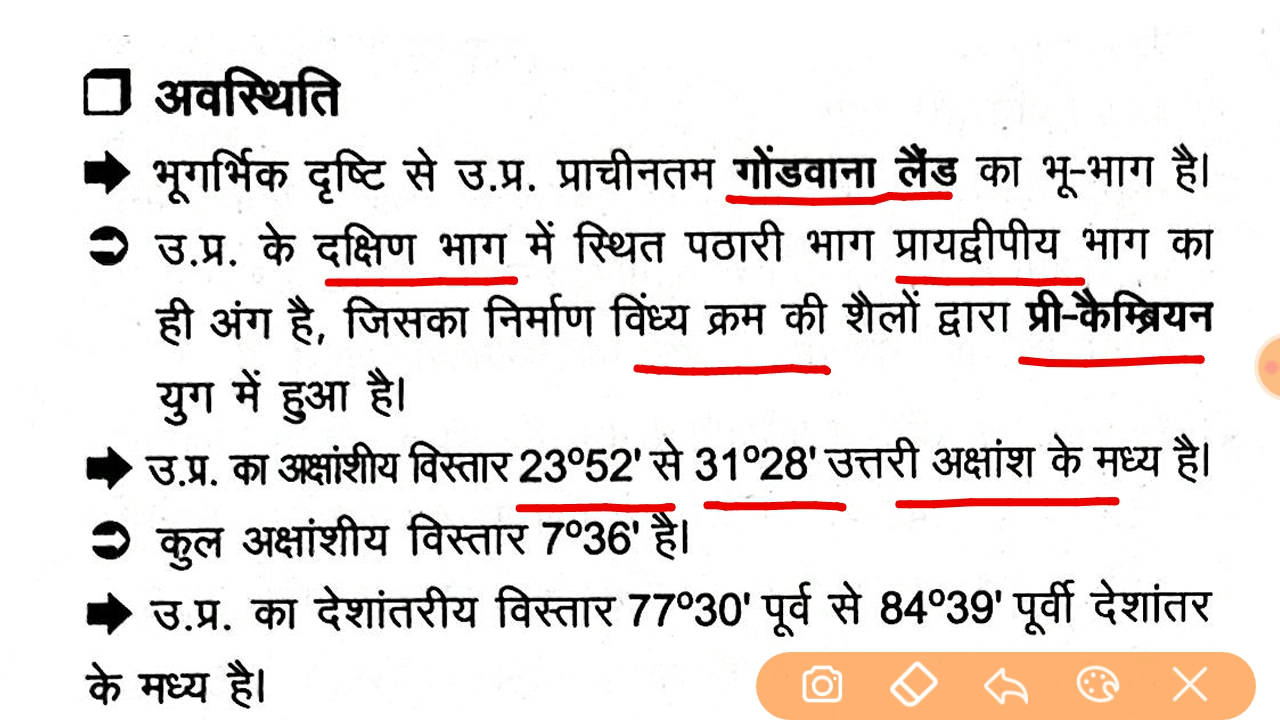 अवस्थिति
भूगर्भिक दृष्टि से उ.प्र. प्राचीनतम गोंडवाना लैंड का भू-भाग है।
उ.प्र. के दक्षिण भाग में स्थित पठारी भाग प्रायद्वीपीय भाग का
ही अंग है, जिसका निर्माण विंध्य क्रम की शैलों द्वारा प्री-कैम्ब्रियन
युग में हुआ है।
उ.प्र. का अक्षांशीय विस्तार 23º52' से 31º28' उत्तरी अक्षांश के मध्य है।
कुल अक्षांशीय विस्तार 7º36' है।
उ.प्र. का देशांतरीय विस्तार 77º30' पूर्व से 84º39' पूर्वी देशांतर
के मध्य है।